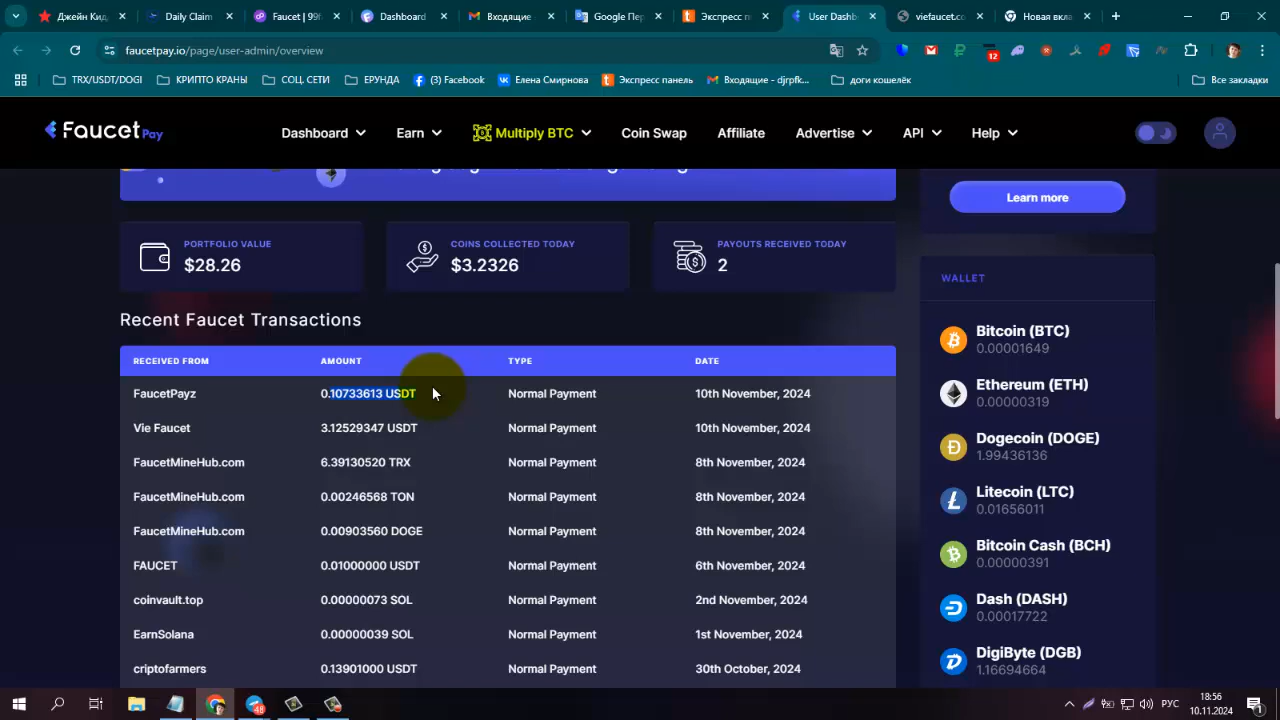 Джейн Кид
Daily Claim
Faucet | 99f
Dashboard
Входящие
Google Пер
Экспресс п
User Dashb
viefaucet.cc
Новая вкл
faucetpay.io/page/user-admin/overview
12
TRX/USDT/DOGI
КРИПТО КРАНЫ
СОЦ. СЕТИ
ЕРУНДА
(3) Facebook
Елена Смирнова
Экспресс панель
Входящие - djrpfk...
доги кошелёк
Все закладки
Faucet Pay
Dashboard
Earn
Multiply BTC
Coin Swap
Affiliate
Advertise
API
Help
Learn more
PORTFOLIO VALUE
$28.26
COINS COLLECTED TODAY
$3.2326
PAYOUTS RECEIVED TODAY
2
WALLET
Recent Faucet Transactions
RECEIVED FROM AMOUNT TYPE DATE
FaucetPayz 0.10733613 USDT Normal Payment 10th November, 2024
Vie Faucet 3.12529347 USDT Normal Payment 10th November, 2024
FaucetMineHub.com 6.39130520 TRX Normal Payment 8th November, 2024
FaucetMineHub.com 0.00246568 TON Normal Payment 8th November, 2024
FaucetMineHub.com 0.00903560 DOGE Normal Payment 8th November, 2024
FAUCET 0.01000000 USDT Normal Payment 6th November, 2024
coinvault.top 0.00000073 SOL Normal Payment 2nd November, 2024
EarnSolana 0.00000039 SOL Normal Payment 1st November, 2024
criptofarmers 0.13901000 USDT Normal Payment 30th October, 2024
Bitcoin (BTC)
0.00001649
Ethereum (ETH)
0.00000319
Dogecoin (DOGE)
1.99436136
Litecoin (LTC)
0.01656011
Bitcoin Cash (BCH)
0.00000391
Dash (DASH)
0.00017722
DigiByte (DGB)
1.16694664
48
РУС
18:56
10.11.2024
1